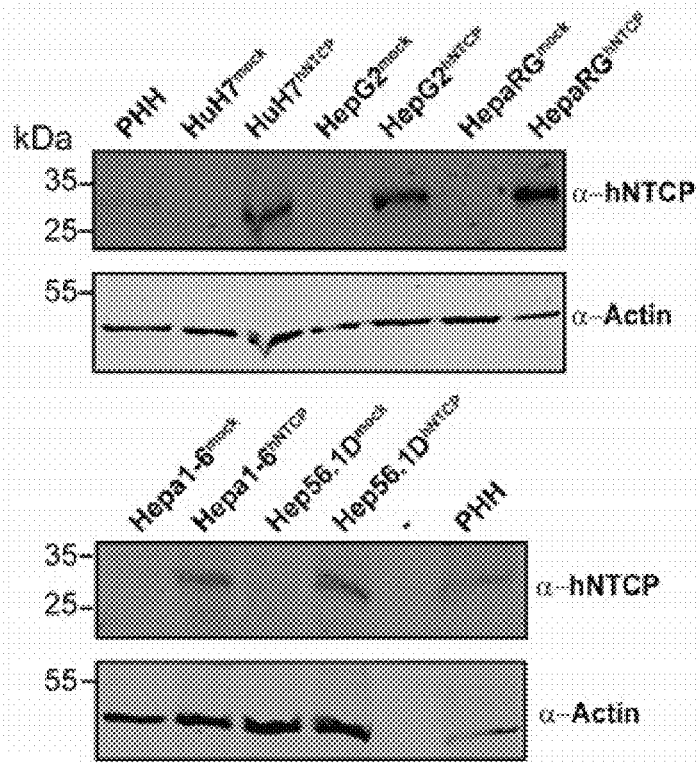 PHH HuH7mock HuH7hNTCP HepG2mock HepG2hNTCP HepaRGmock HepaRGhNTCP
kDa
35-
25-
α-hNTCP
55-
α-Actin
Hepa1-6mock Hepa1-6hNTCP Hep56.1Dmock Hep56.1DhNTCP - PHH
35-
25-
α-hNTCP
55-
α-Actin